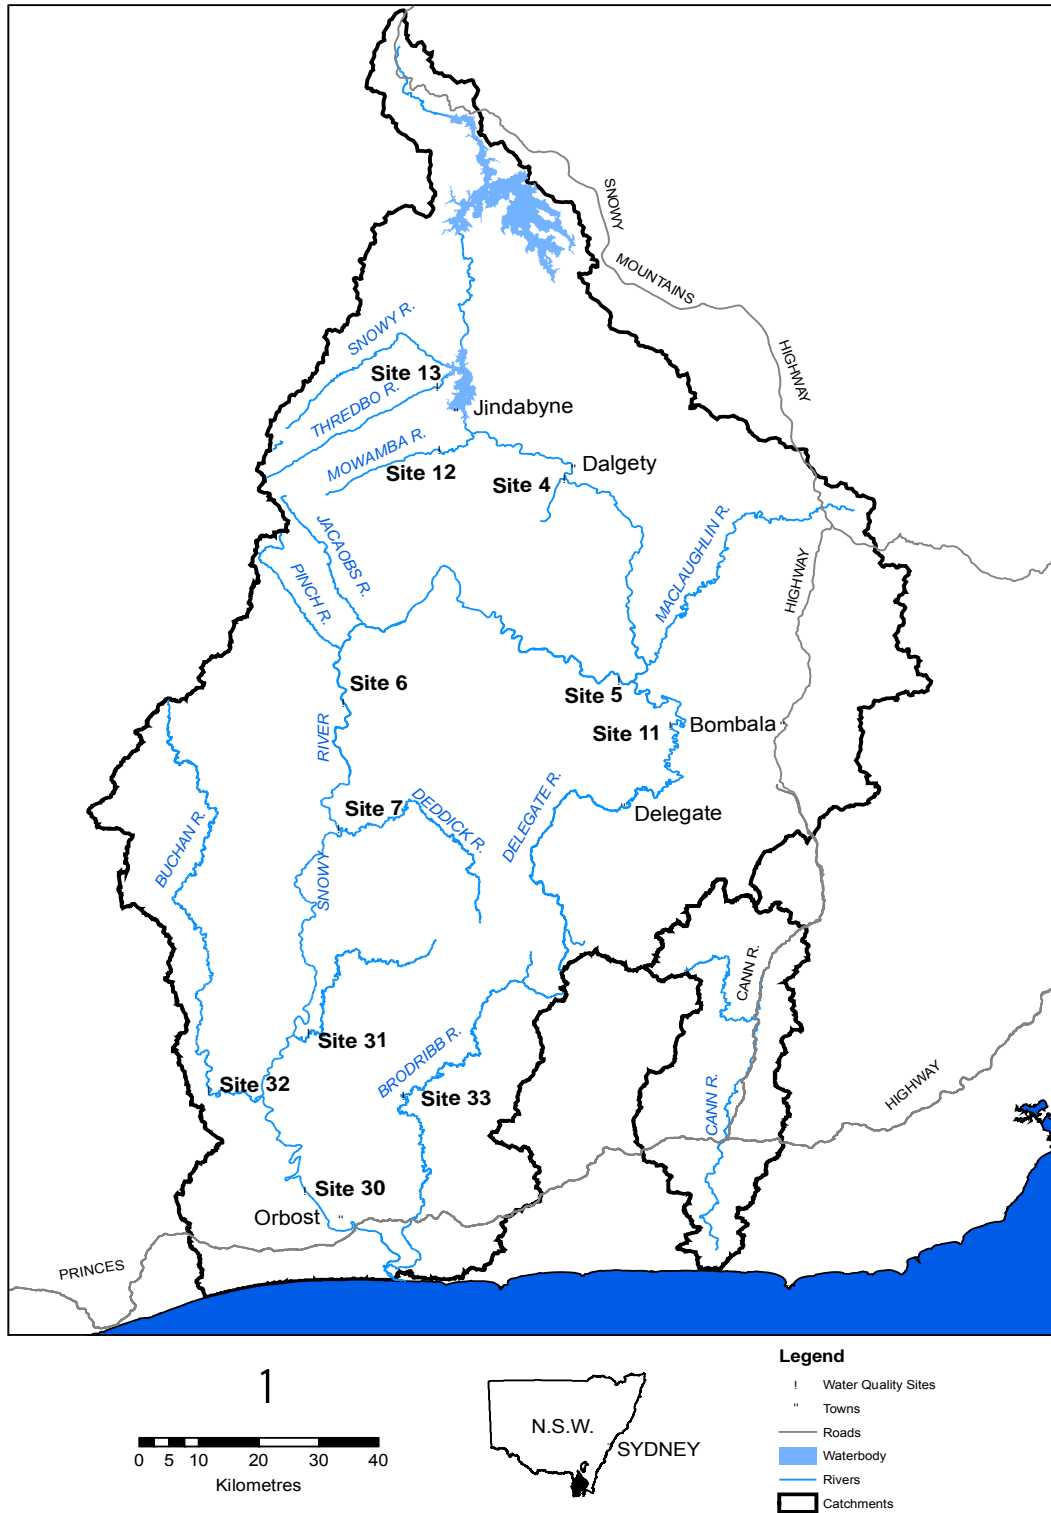 SNOWY
MOUNTAINS
HIGHWAY
SNOWY R.
Site 13
THREDBO R.
Jindabyne
MOWAMBA R.
Site 12
Dalgety
Site 4
JACAOBS R.
MACLAUGHLIN R.
HIGHWAY
PINCH R.
Site 6
Site 5
RIVER
Site 11
Bombala
Site 7
DEDDICK R.
DELEGATE R.
Delegate
BUCHAN R.
SNOWY
CANN R.
Site 31
BRODRIBB R.
Site 32
Site 33
HIGHWAY
CANN R.
Site 30
Orbost "
PRINCES
1
0 5 10 20 30 40
Kilometres
N.S.W.
SYDNEY
Legend
! Water Quality Sites
" Towns
Roads
Waterbody
Rivers
Catchments